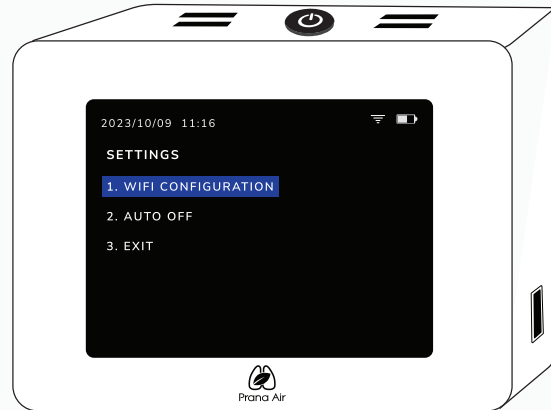 2023/10/09 11:16
SETTINGS
1. WIFI CONFIGURATION
2. AUTO OFF
3. EXIT
Prana Air